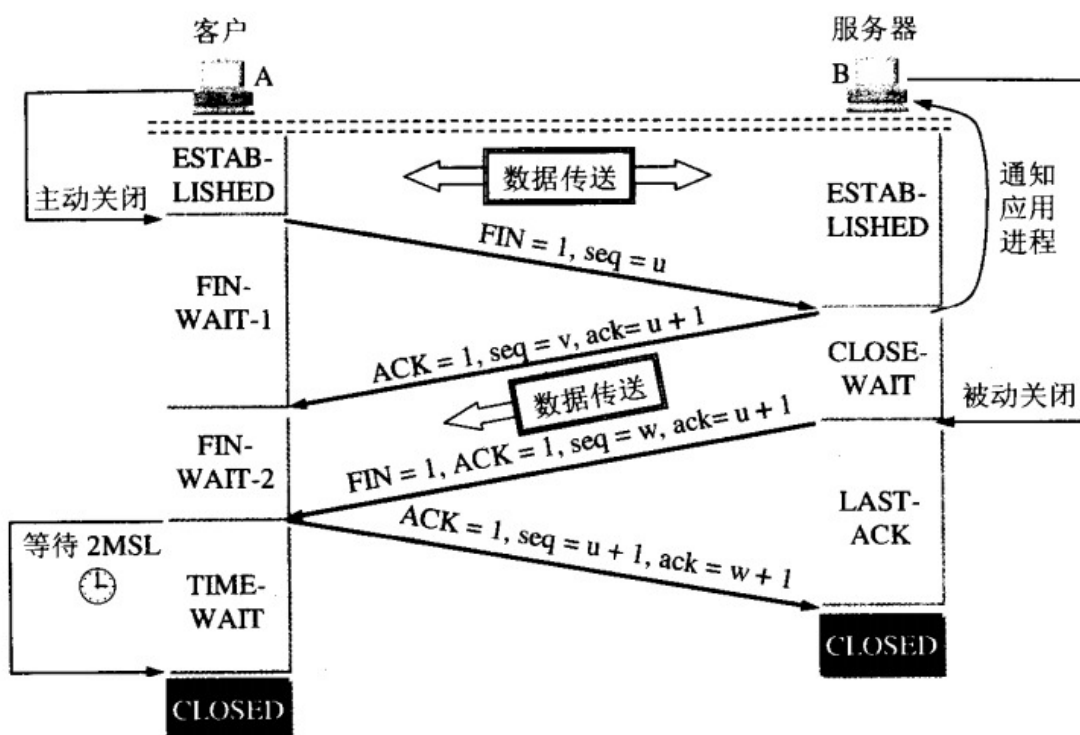 客户
服务器
A
B
ESTAB-
LISHED
数据传送
主动关闭
ESTAB-
LISHED
通知
应用
进程
FIN = 1, seq = u
FIN-
WAIT-1
ACK = 1, seq = v, ack= u + 1
CLOSE-
WAIT
数据传送
被动关闭
FIN-
WAIT-2
FIN = 1, ACK = 1, seq = w, ack= u + 1
LAST-
ACK
等待 2MSL
ACK = 1, seq = u + 1, ack = w + 1
TIME-
WAIT
CLOSED
CLOSED